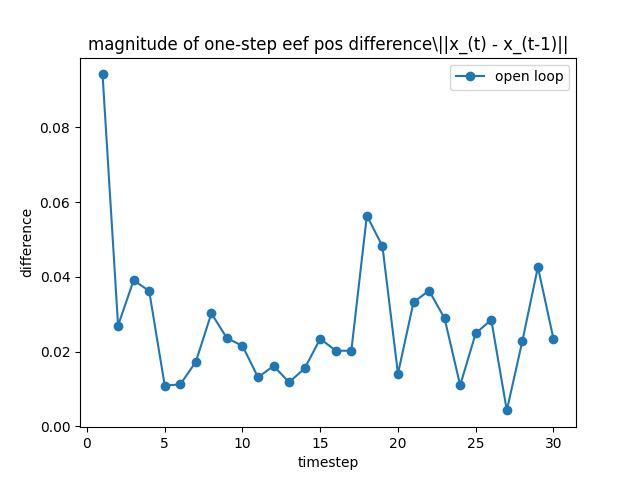 magnitude of one-step eef pos difference\||x_(t) - x_(t-1)||
open loop
0.08
0.06
0.04
0.02
0.00
difference
0 5 10 15 20 25 30
timestep